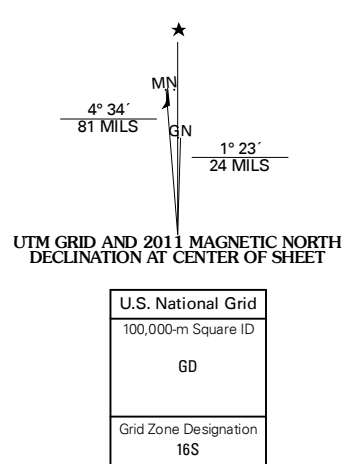 MN
4° 34´
81 MILS
GN
1° 23´
24 MILS
UTM GRID AND 2011 MAGNETIC NORTH
DECLINATION AT CENTER OF SHEET
U.S. National Grid
100,000-m Square ID
GD
Grid Zone Designation
16S